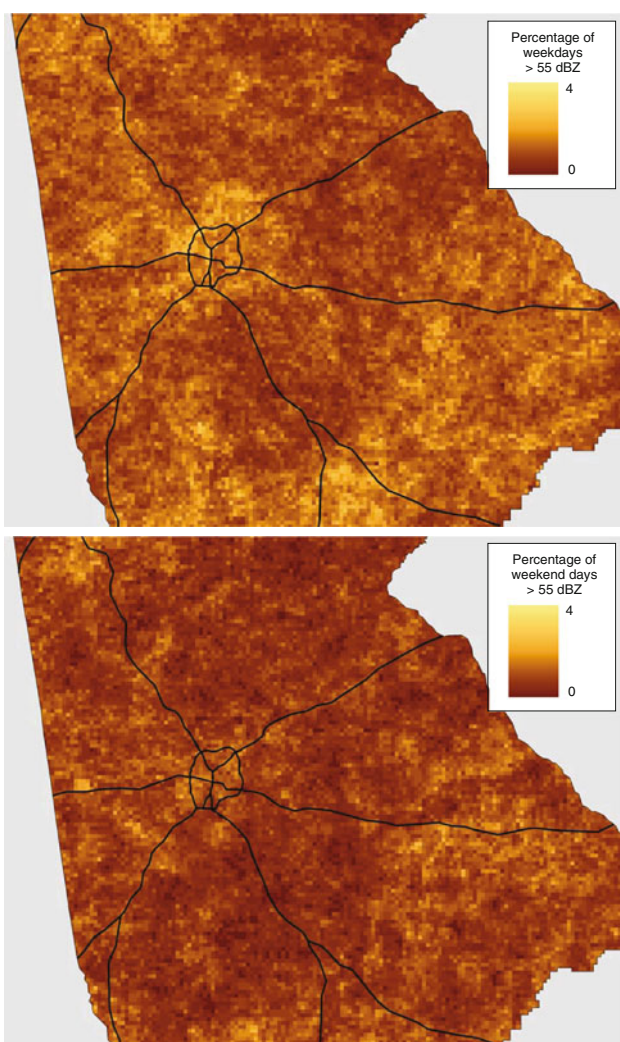 Percentage of
weekdays
> 55 dBZ
4
0
Percentage of
weekend days
> 55 dBZ
4
0